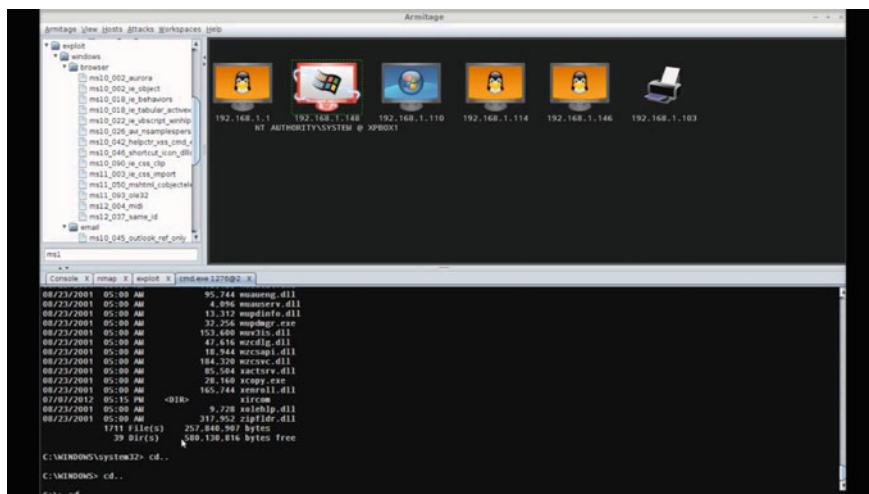 Armitage
Armitage View Hosts Attacks Workspaces Help
exploit
windows
browser
ms10_002_aurora
ms10_002_ie_object
ms10_018_ie_behaviors
ms10_018_ie_tabular_activex
ms10_022_ie_vbscript_winhlp
ms10_026_avi_nsamplespers
ms10_042_helpctr_xss_cmd_e
ms10_046_shortcut_icon_dllo
ms10_090_ie_css_clip
ms11_003_ie_css_import
ms11_050_mshtml_cobjectele
ms11_093_ole32
ms12_004_midi
ms12_037_same_id
email
ms10_045_outlook_ref_only
ms1
192.168.1.1 192.168.1.148 192.168.1.110 192.168.1.114 192.168.1.146 192.168.1.103
NT AUTHORITY\SYSTEM @ XPBOX1
Console X nmap X exploit X cmd.exe 1276@2 X
08/23/2001 05:00 AM 95,744 wuaueng.dll
08/23/2001 05:00 AM 4,096 wuauserv.dll
08/23/2001 05:00 AM 13,312 wupdinfo.dll
08/23/2001 05:00 AM 32,256 wupdmgr.exe
08/23/2001 05:00 AM 153,600 wuv3is.dll
08/23/2001 05:00 AM 47,616 wzcdlg.dll
08/23/2001 05:00 AM 18,944 wzcsapi.dll
08/23/2001 05:00 AM 184,320 wzcsvc.dll
08/23/2001 05:00 AM 85,504 xactsrv.dll
08/23/2001 05:00 AM 28,160 xcopy.exe
08/23/2001 05:00 AM 165,744 xenroll.dll
07/07/2012 05:15 PM <DIR> xircom
08/23/2001 05:00 AM 9,728 xolehlp.dll
08/23/2001 05:00 AM 317,952 zipfldr.dll
1711 File(s) 257,840,907 bytes
39 Dir(s) 580,130,816 bytes free
C:\WINDOWS\system32> cd..
C:\WINDOWS> cd..